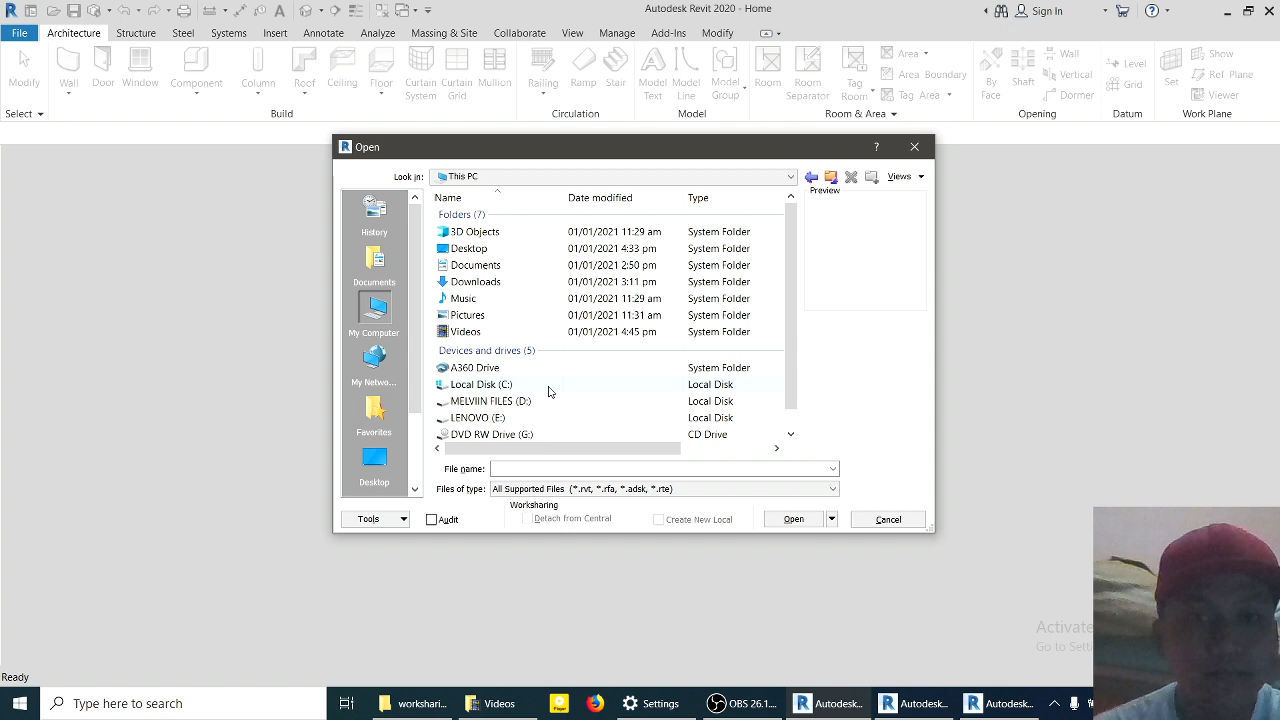 Autodesk Revit 2020 - Home
Sign In
File Architecture Structure Steel Systems Insert Annotate Analyze Massing & Site Collaborate View Manage Add-Ins Modify
Modify Wall Door Window Component Column Roof Ceiling Floor Curtain System Curtain Grid Mullion Railing Ramp Stair Model Text Model Line Model Group Room Room Separator Tag Room
Area
Area Boundary
Tag Area
By Face Shaft
Wall
Vertical
Dormer
Level
Grid
Set
Show
Ref Plane
Viewer
Select Build Circulation Model Room & Area Opening Datum Work Plane
Open
Look in: This PC Views
Preview
Name Date modified Type
Folders (7)
3D Objects 01/01/2021 11:29 am System Folder
Desktop 01/01/2021 4:33 pm System Folder
Documents 01/01/2021 2:50 pm System Folder
Downloads 01/01/2021 3:11 pm System Folder
Music 01/01/2021 11:29 am System Folder
Pictures 01/01/2021 11:31 am System Folder
Videos 01/01/2021 4:45 pm System Folder
Devices and drives (5)
A360 Drive System Folder
Local Disk (C:) Local Disk
MELVIIN FILES (D:) Local Disk
LENOVO (E:) Local Disk
DVD RW Drive (G:) CD Drive
History
Documents
My Computer
My Netwo...
Favorites
Desktop
File name:
Files of type: All Supported Files (*.rvt, *.rfa, *.adsk, *.rte)
Worksharing
Tools Audit Detach from Central Create New Local Open Cancel
Activate
Go to Setti
Ready
Type here to search
workshari...
Videos
Settings
OBS 26.1...
Autodesk...
Autodesk...
Autodesk...